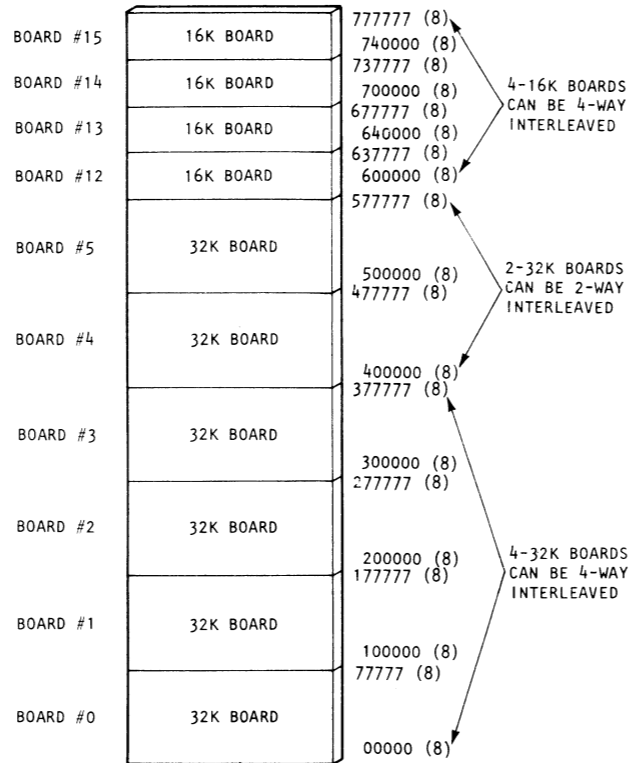 777777 (8)
BOARD #15 16K BOARD
740000 (8)
737777 (8)
BOARD #14 16K BOARD
700000 (8)
677777 (8)
BOARD #13 16K BOARD
640000 (8)
637777 (8)
BOARD #12 16K BOARD
600000 (8)
4-16K BOARDS
CAN BE 4-WAY
INTERLEAVED
577777 (8)
BOARD #5 32K BOARD
500000 (8)
477777 (8)
BOARD #4 32K BOARD
400000 (8)
2-32K BOARDS
CAN BE 2-WAY
INTERLEAVED
377777 (8)
BOARD #3 32K BOARD
300000 (8)
277777 (8)
BOARD #2 32K BOARD
200000 (8)
177777 (8)
BOARD #1 32K BOARD
100000 (8)
77777 (8)
BOARD #0 32K BOARD
00000 (8)
4-32K BOARDS
CAN BE 4-WAY
INTERLEAVED